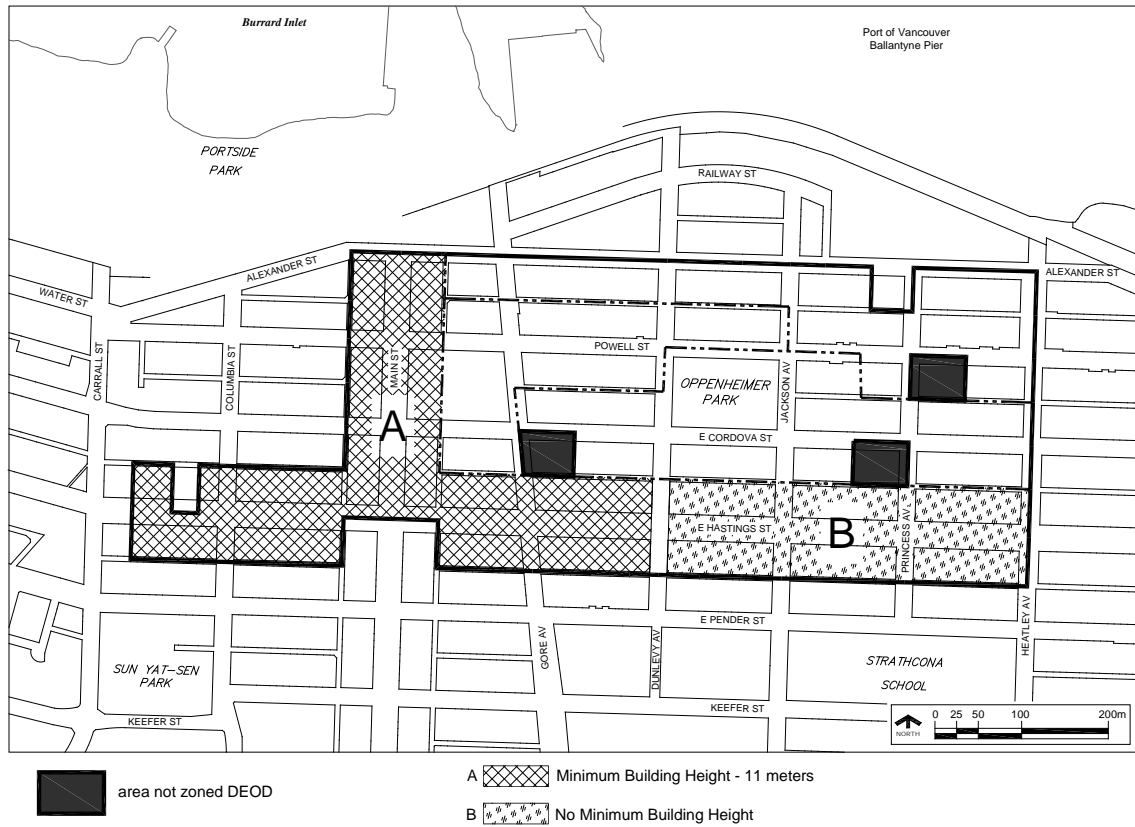 Burrard Inlet
Port of Vancouver
Ballantyne Pier
PORTSIDE
PARK
RAILWAY ST
ALEXANDER ST
ALEXANDER ST
WATER ST
CARRALL ST
COLUMBIA ST
MAIN ST
POWELL ST
OPPENHEIMER
PARK
JACKSON AV
A
E CORDOVA ST
E HASTINGS ST
B
PRINCESS AV
E PENDER ST
HEATLEY AV
GORE AV
DUNLEVY AV
SUN YAT-SEN
PARK
STRATHCONA
SCHOOL
KEEFER ST
KEEFER ST
NORTH
0 25 50 100 200m
area not zoned DEOD
A Minimum Building Height - 11 meters
B No Minimum Building Height